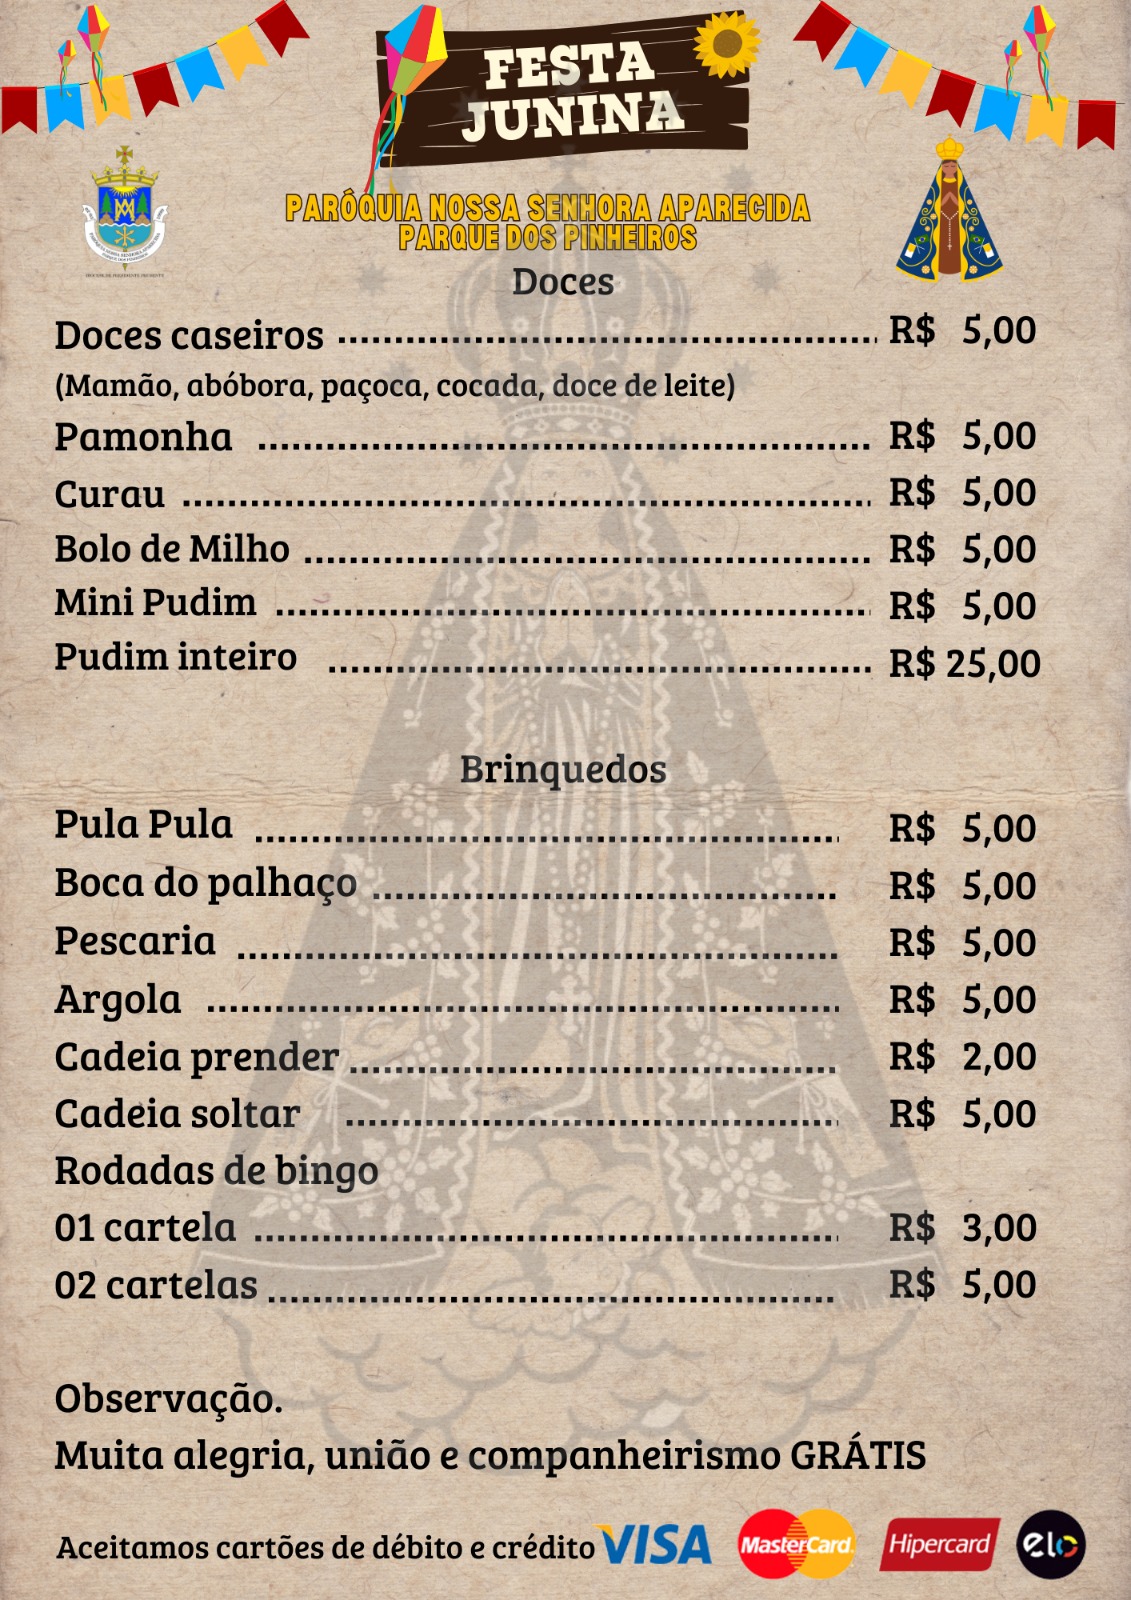 FESTA
JUNINA
PARÓQUIA NOSSA SENHORA APARECIDA
PARQUE DOS PINHEIROS
Doces
Doces caseiros ........................................................ R$ 5,00
(Mamão, abóbora, paçoca, cocada, doce de leite)
Pamonha ........................................................ R$ 5,00
Curau ........................................................ R$ 5,00
Bolo de Milho ........................................................ R$ 5,00
Mini Pudim ........................................................ R$ 5,00
Pudim inteiro ........................................................ R$ 25,00
Brinquedos
Pula Pula ........................................................ R$ 5,00
Boca do palhaço ........................................................ R$ 5,00
Pescaria ........................................................ R$ 5,00
Argola ........................................................ R$ 5,00
Cadeia prender ........................................................ R$ 2,00
Cadeia soltar ........................................................ R$ 5,00
Rodadas de bingo
01 cartela ........................................................ R$ 3,00
02 cartelas ........................................................ R$ 5,00
Observação.
Muita alegria, união e companheirismo GRÁTIS
Aceitamos cartões de débito e crédito VISA MasterCard Hipercard elo